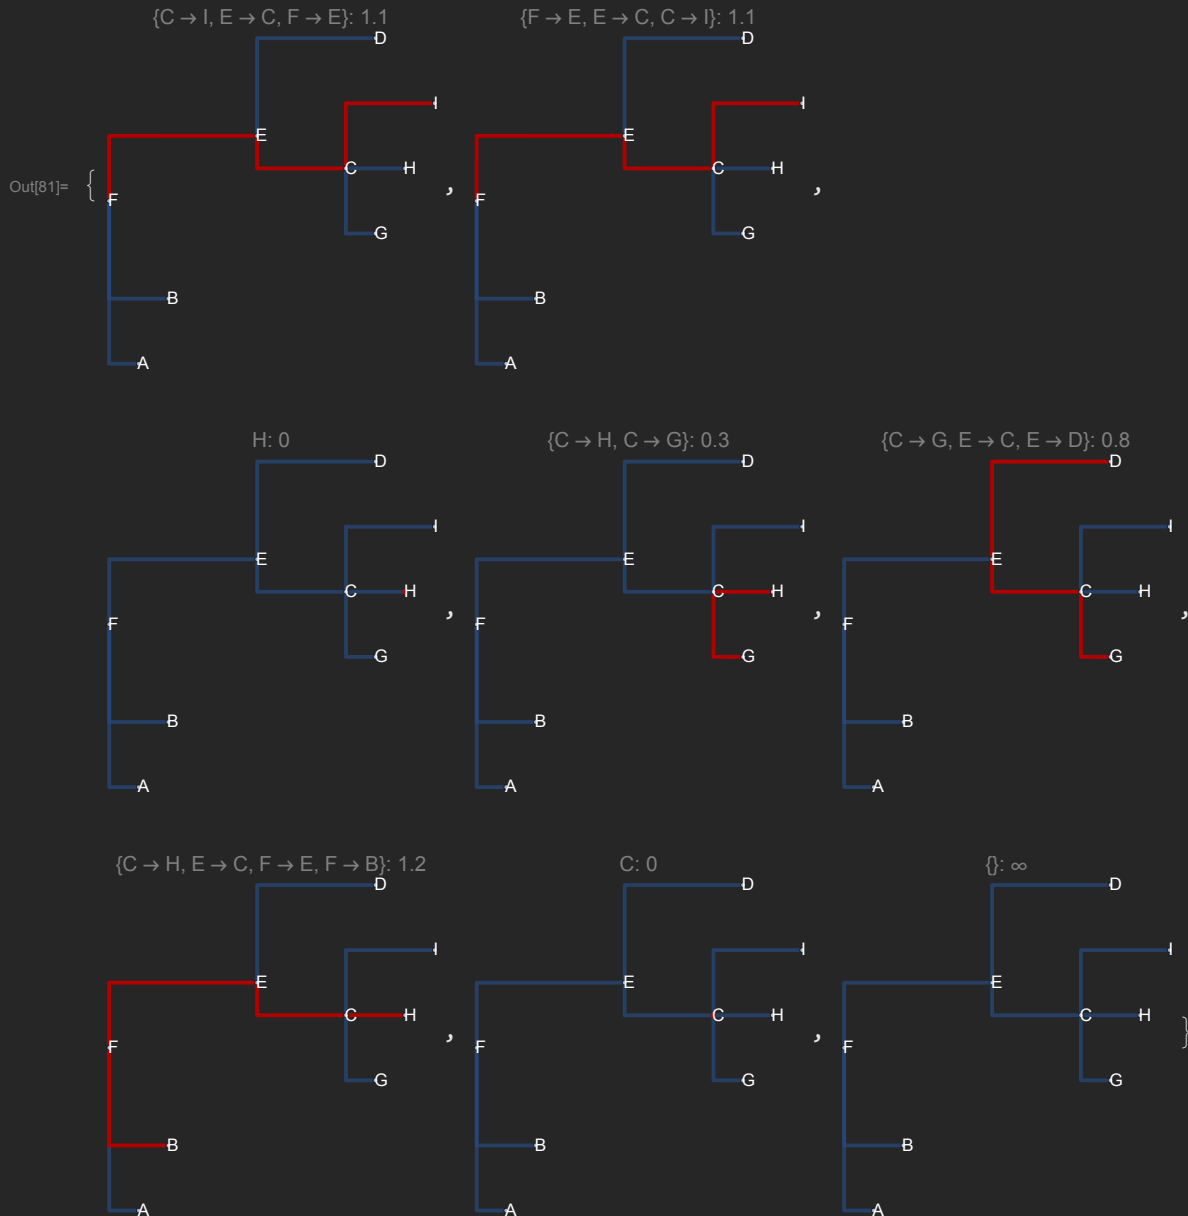 {C → I, E → C, F → E}: 1.1
{F → E, E → C, C → I}: 1.1
D
D
I
I
E
E
C
H
C
H
Out[81]=
{
F
,
F
,
G
G
B
B
A
A
H: 0
{C → H, C → G}: 0.3
{C → G, E → C, E → D}: 0.8
D
D
D
I
I
I
E
E
E
C
H
C
H
C
H
F
,
F
,
F
,
G
G
G
B
B
B
A
A
A
{C → H, E → C, F → E, F → B}: 1.2
C: 0
{}: ∞
D
D
D
I
I
I
E
E
E
C
H
C
H
C
H
F
,
F
,
F
}
G
G
G
B
B
B
A
A
A